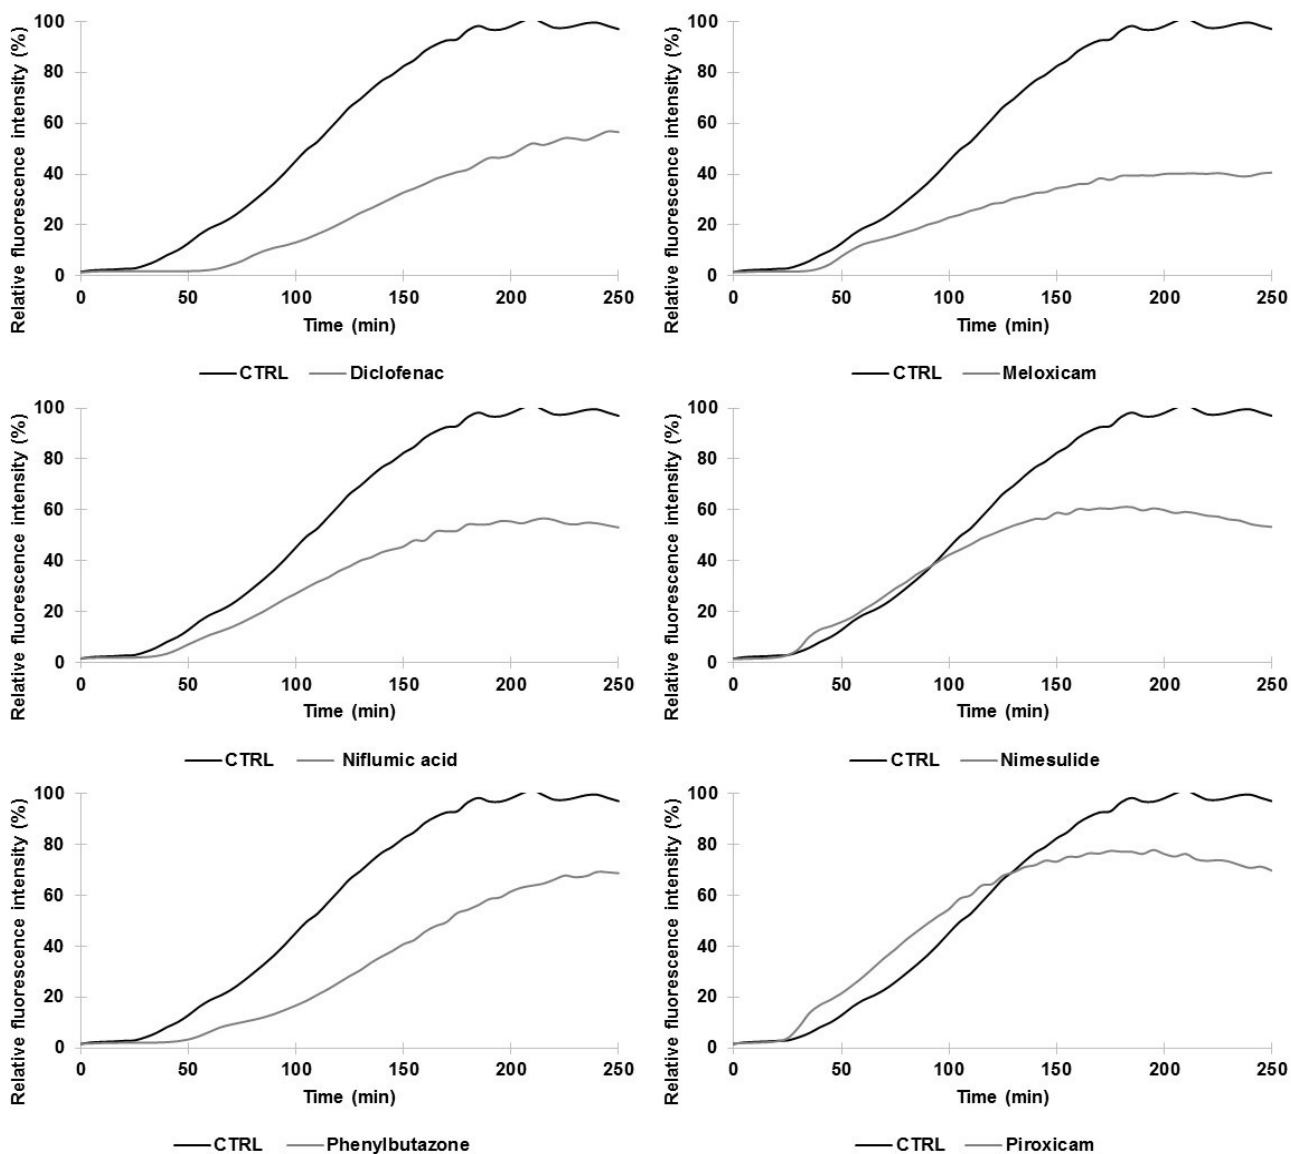 Relative fluorescence intensity (%)
100
80
60
40
20
0
0 50 100 150 200 250
Time (min)
CTRL Diclofenac
Relative fluorescence intensity (%)
100
80
60
40
20
0
0 50 100 150 200 250
Time (min)
CTRL Meloxicam
Relative fluorescence intensity (%)
100
80
60
40
20
0
0 50 100 150 200 250
Time (min)
CTRL Niflumic acid
Relative fluorescence intensity (%)
100
80
60
40
20
0
0 50 100 150 200 250
Time (min)
CTRL Nimesulide
Relative fluorescence intensity (%)
100
80
60
40
20
0
0 50 100 150 200 250
Time (min)
CTRL Phenylbutazone
Relative fluorescence intensity (%)
100
80
60
40
20
0
0 50 100 150 200 250
Time (min)
CTRL Piroxicam